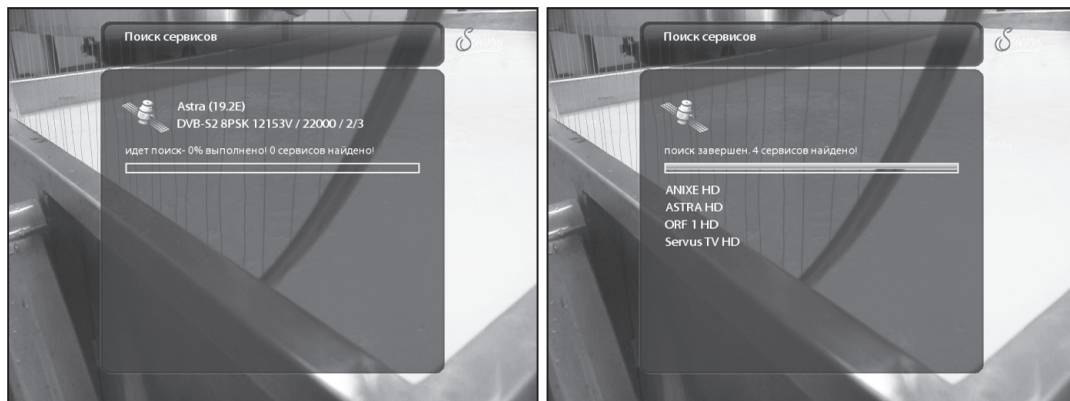 Поиск сервисов
Astra (19.2E)
DVB-S2 8PSK 12153V / 22000 / 2/3
идет поиск- 0% выполнено! 0 сервисов найдено!
Поиск сервисов
поиск завершен. 4 сервисов найдено!
ANIXE HD
ASTRA HD
ORF 1 HD
Servus TV HD